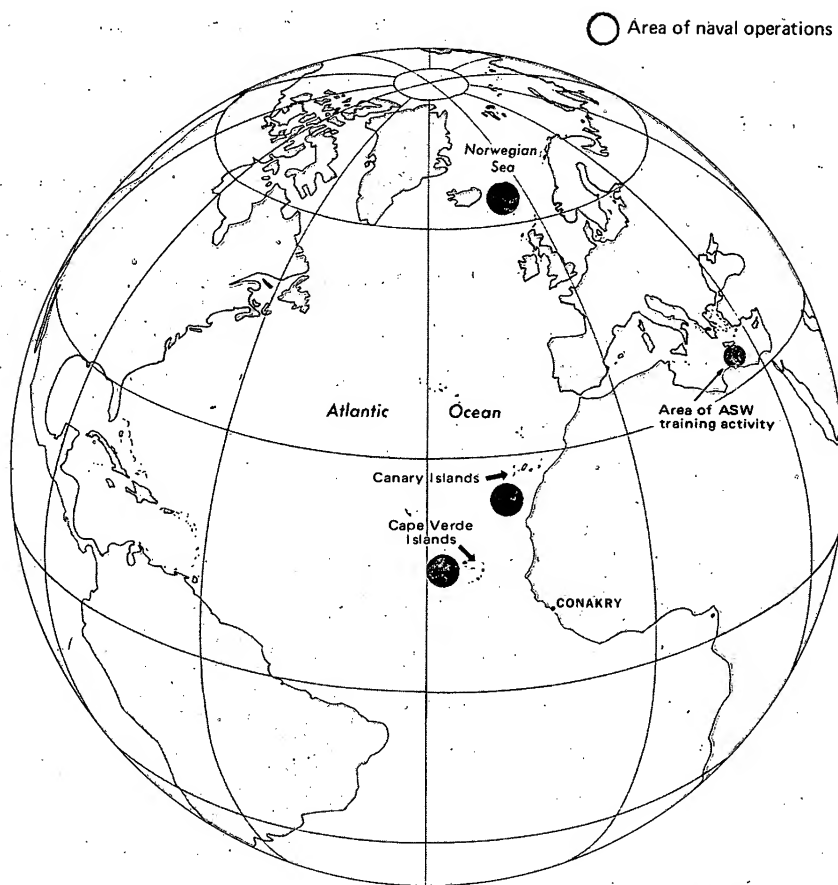 Area of naval operations
Norwegian
Sea
Atlantic Ocean
Area of ASW
training activity
Canary Islands
Cape Verde
Islands
CONAKRY